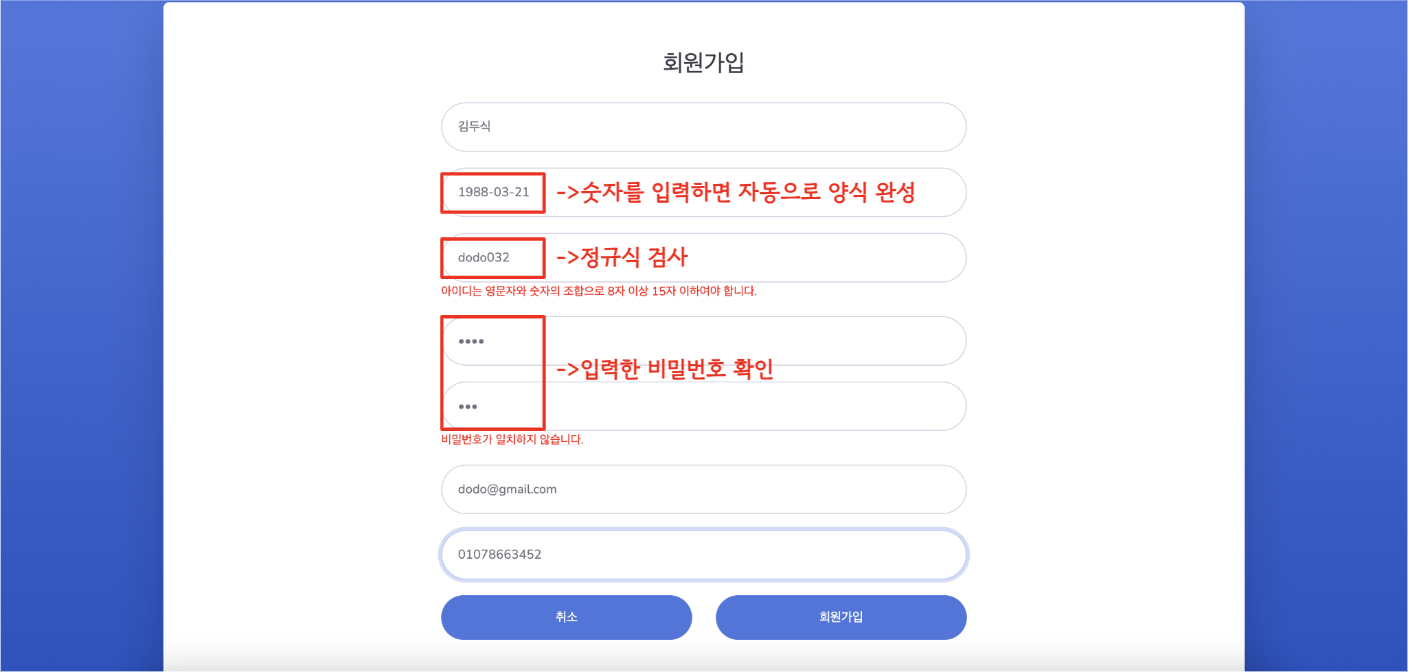 회원가입
김두식
1988-03-21 ->숫자를 입력하면 자동으로 양식 완성
dodo032 ->정규식 검사
아이디는 영문자와 숫자의 조합으로 8자 이상 15자 이하여야 합니다.
••••
->입력한 비밀번호 확인
•••
비밀번호가 일치하지 않습니다.
dodo@gmail.com
01078663452
취소 회원가입